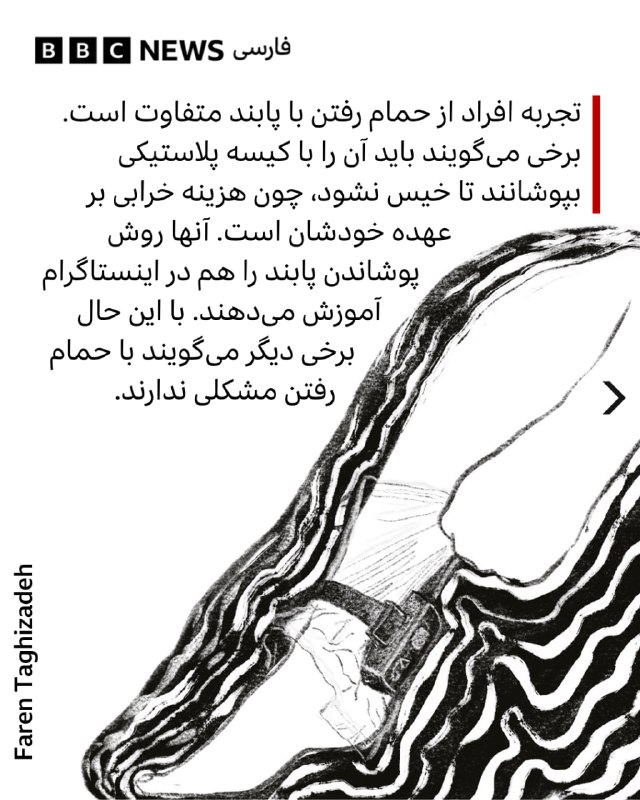 BBC NEWS فارسی
تجربه افراد از حمام رفتن با پابند متفاوت است.
برخی می‌گویند باید آن را با کیسه پلاستیکی
بپوشانند تا خیس نشود، چون هزینه خرابی بر
عهده خودشان است. آنها روش
پوشاندن پابند را هم در اینستاگرام
آموزش می‌دهند. با این حال
برخی دیگر می‌گویند با حمام
رفتن مشکلی ندارند.
Faren Taghizadeh